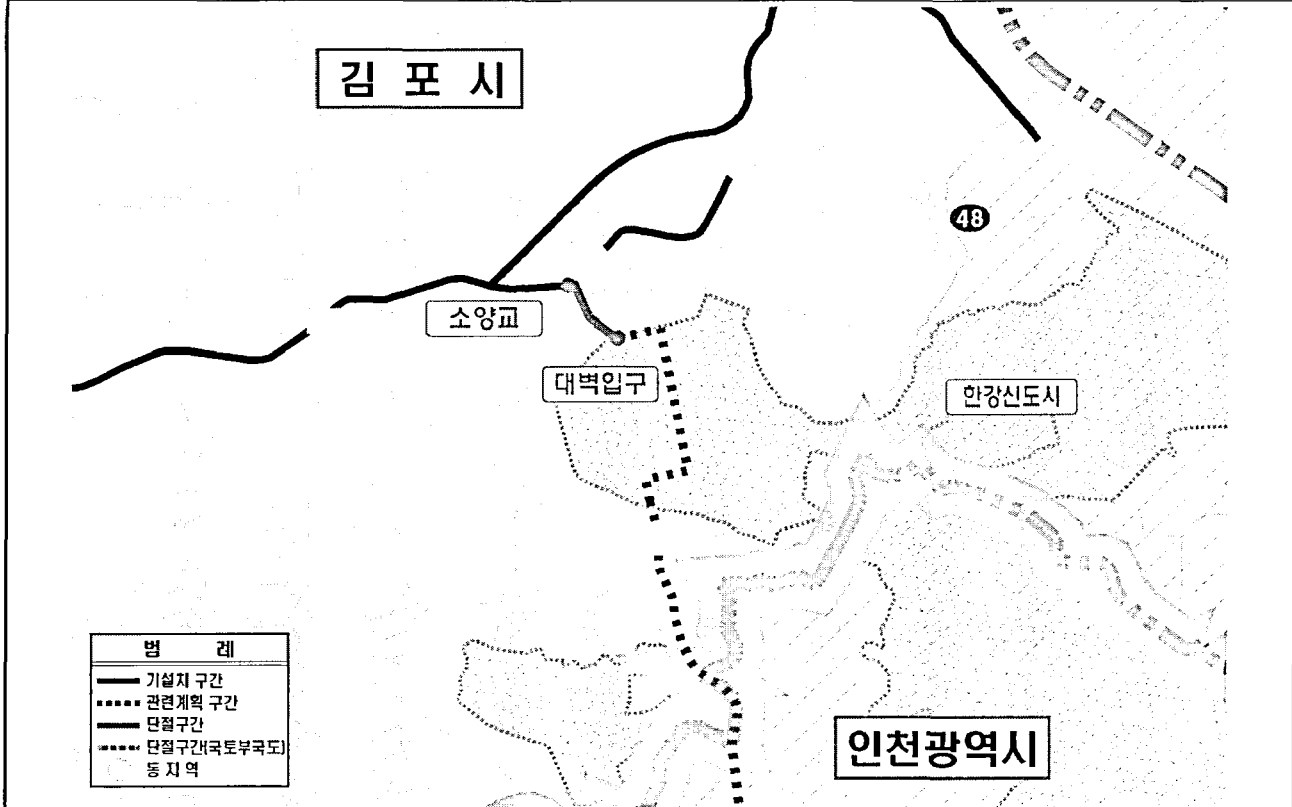 김 포 시
48
소양교
대벽입구
한강신도시
범 례
기설치 구간
관련계획 구간
단절구간
단절구간(국토부국도)
동 지 역
인천광역시